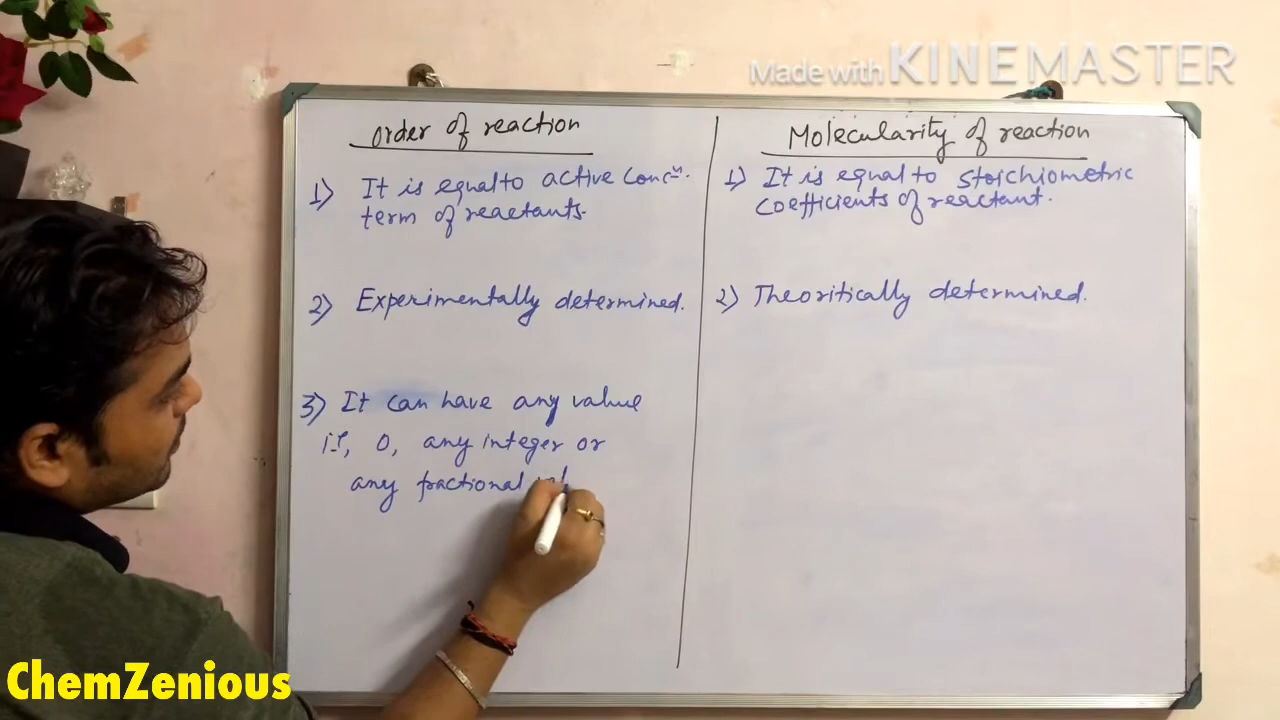 Made with KINEMASTER
Order of reaction
1) It is equal to active concn.
term of reactants.
2) Experimentally determined.
3) It can have any value
i.e, 0, any integer or
any fractional
Molecularity of reaction
1) It is equal to stoichiometric
coefficients of reactant.
2) Theoritically determined.
ChemZenious